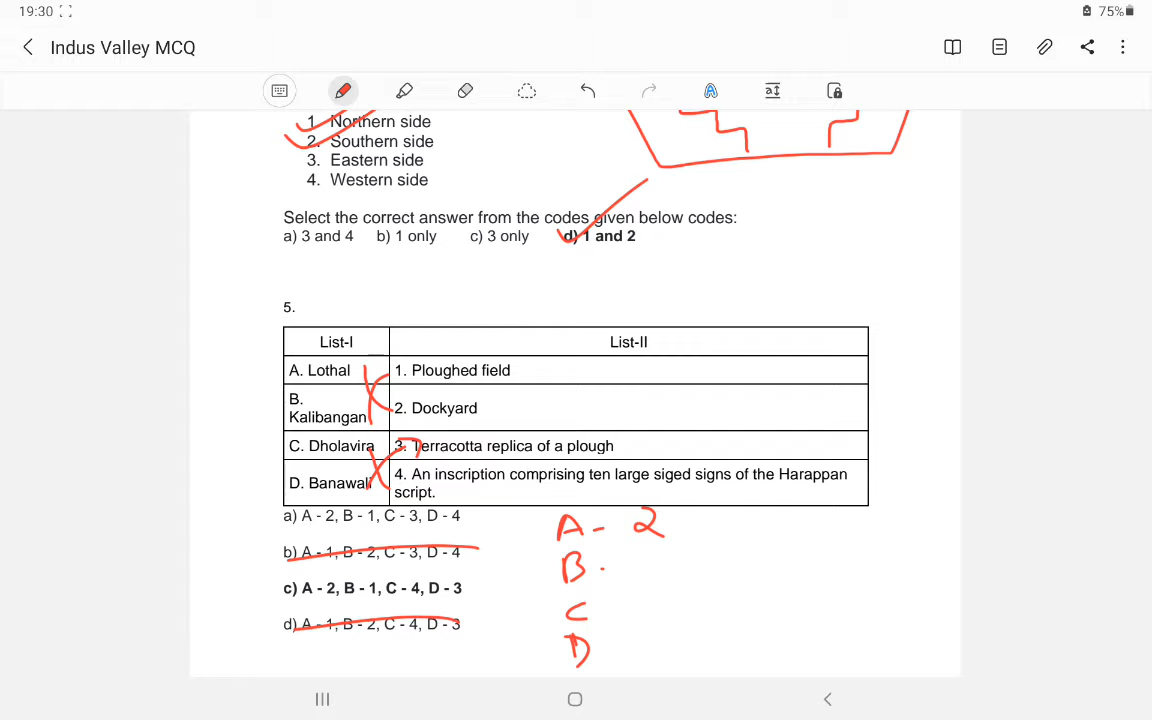 19:30
75%
Indus Valley MCQ
1. Northern side
2. Southern side
3. Eastern side
4. Western side
Select the correct answer from the codes given below codes:
a) 3 and 4 b) 1 only c) 3 only d) 1 and 2
5.
List-I List-II
A. Lothal 1. Ploughed field
B. Kalibangan 2. Dockyard
C. Dholavira 3. Terracotta replica of a plough
D. Banawali 4. An inscription comprising ten large siged signs of the Harappan
script.
a) A - 2, B - 1, C - 3, D - 4
b) A - 1, B - 2, C - 3, D - 4
c) A - 2, B - 1, C - 4, D - 3
d) A - 1, B - 2, C - 4, D - 3
A - 2
B -
C
D